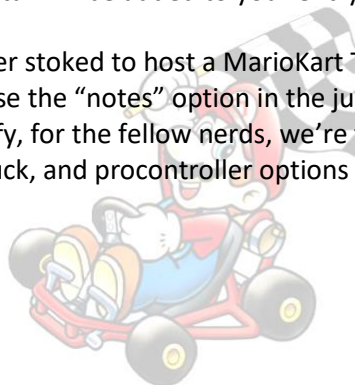 er stoked to host a MarioKart T
se the “notes” option in the ju
fy, for the fellow nerds, we’re
uck, and procontroller options